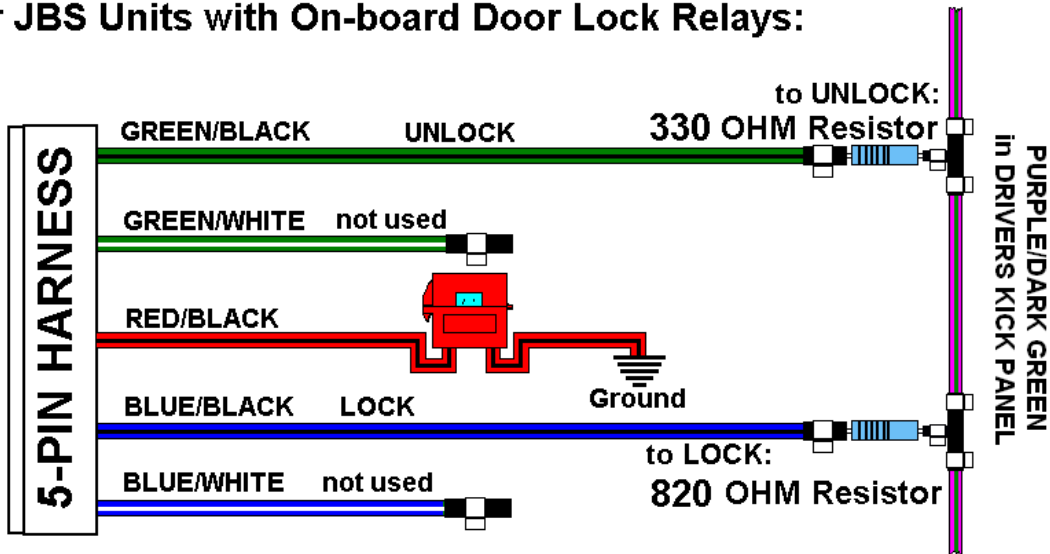 JBS Units with On-board Door Lock Relays:
to UNLOCK:
GREEN/BLACK UNLOCK 330 OHM Resistor
GREEN/WHITE not used
RED/BLACK
Ground
BLUE/BLACK LOCK
to LOCK:
BLUE/WHITE not used 820 OHM Resistor
5-PIN HARNESS
PURPLE/DARK GREEN
in DRIVERS KICK PANEL